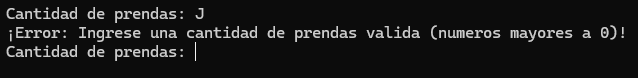 Cantidad de prendas: J
¡Error: Ingrese una cantidad de prendas valida (numeros mayores a 0)!
Cantidad de prendas: